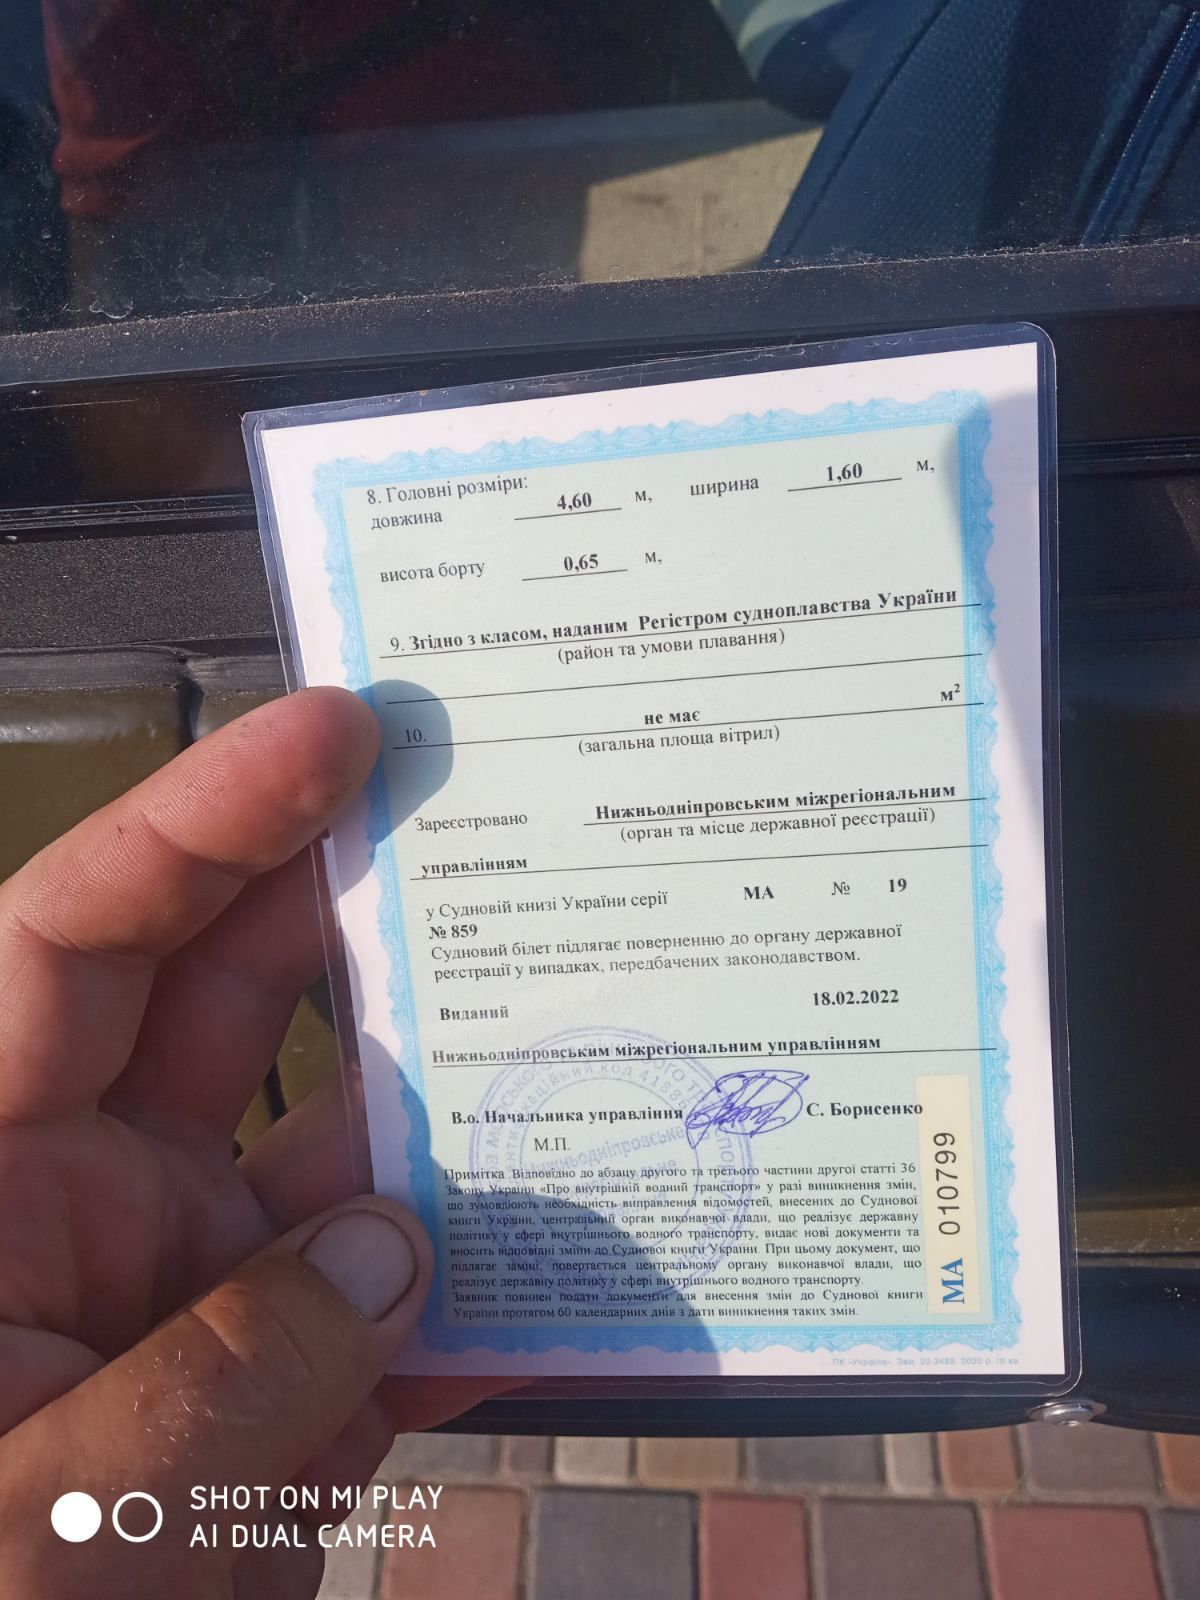 8. Головні розміри:
довжина 4,60 м, ширина 1,60 м,
висота борту 0,65 м,
9. Згідно з класом, наданим Регістром судноплавства України
(район та умови плавання)
10. не має м²
(загальна площа вітрил)
Зареєстровано Нижньодніпровським міжрегіональним
(орган та місце державної реєстрації)
управлінням
у Судновій книзі України серії МА № 19
№ 859
Судновий білет підлягає поверненню до органу державної
реєстрації у випадках, передбачених законодавством.
Виданий 18.02.2022
Нижньодніпровським міжрегіональним управлінням
В.о. Начальника управління С. Борисенко
М.П.
Примітка Відповідно до абзацу другого та третього частини другої статті 36
Закону України «Про внутрішній водний транспорт» у разі виникнення змін,
що зумовлюють необхідність виправлення відомостей, внесених до Суднової
книги України, центральний орган виконавчої влади, що реалізує державну
політику у сфері внутрішнього водного транспорту, видає нові документи та
вносить відповідні зміни до Суднової книги України. При цьому документ, що
підлягає заміні, повертається центральному органу виконавчої влади, що
реалізує державну політику у сфері внутрішнього водного транспорту.
Заявник повинен подати документи для внесення змін до Суднової книги
України протягом 60 календарних днів з дати виникнення таких змін.
МА 010799
ПК «Україна». Зам. 20-3489. 2020 р. III кв.
SHOT ON MI PLAY
AI DUAL CAMERA